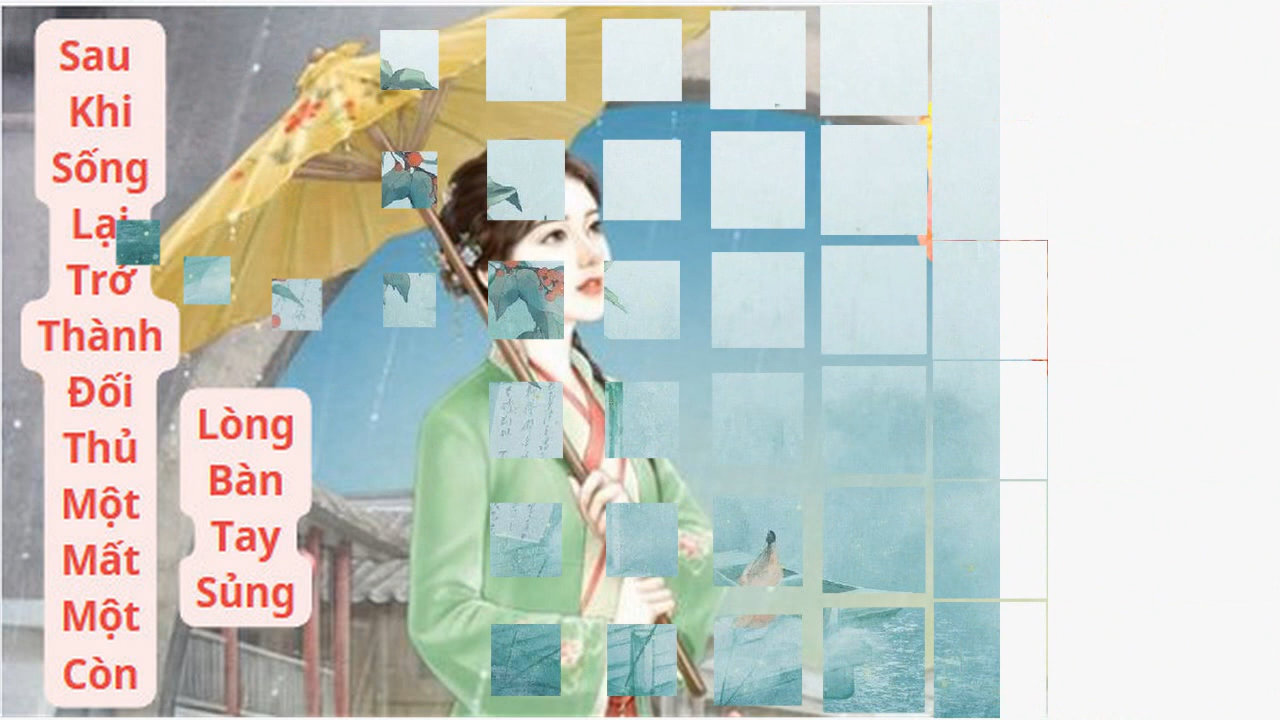 Sau
Khi
Sống
Lại
Trở
Thành
Đối
Thủ
Một
Mất
Một
Còn
Lòng
Bàn
Tay
Sủng